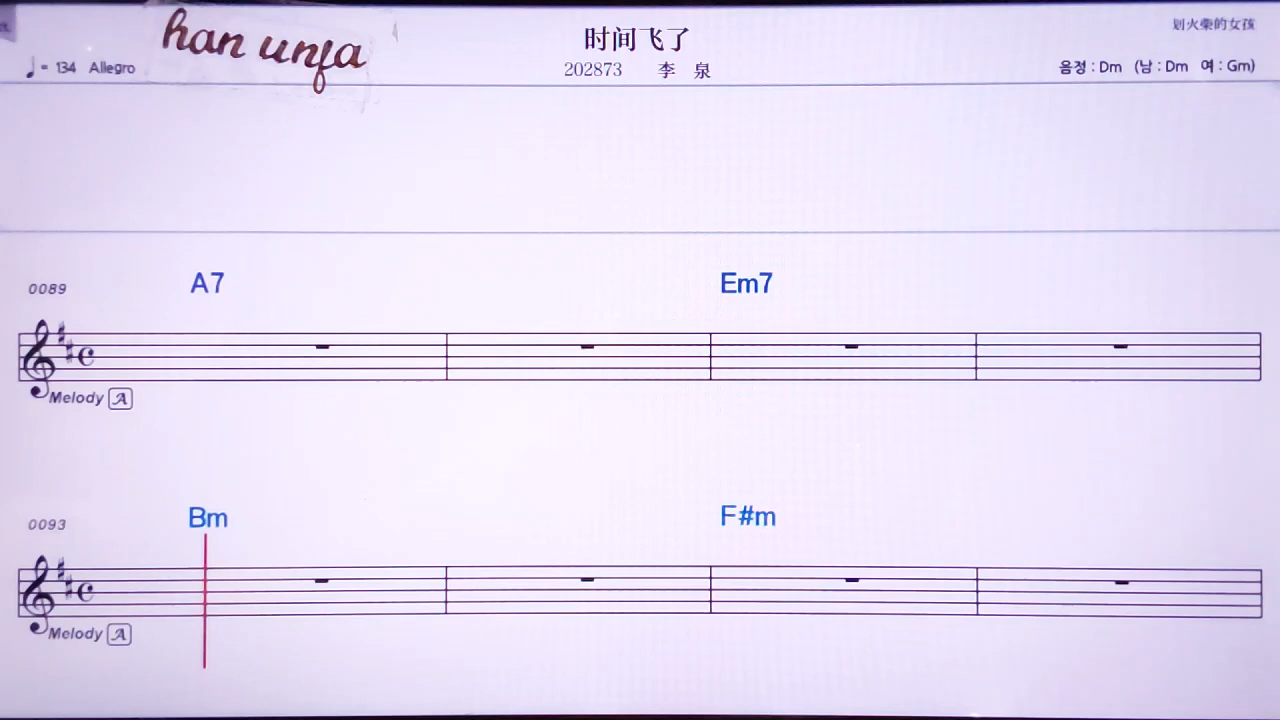 han unfa
时间飞了
划火柴的女孩
♩= 134 Allegro
202873 李 泉
음정 : Dm (남 : Dm 여 : Gm)
0089 A7 Em7
Melody A
0093 Bm F#m
Melody A